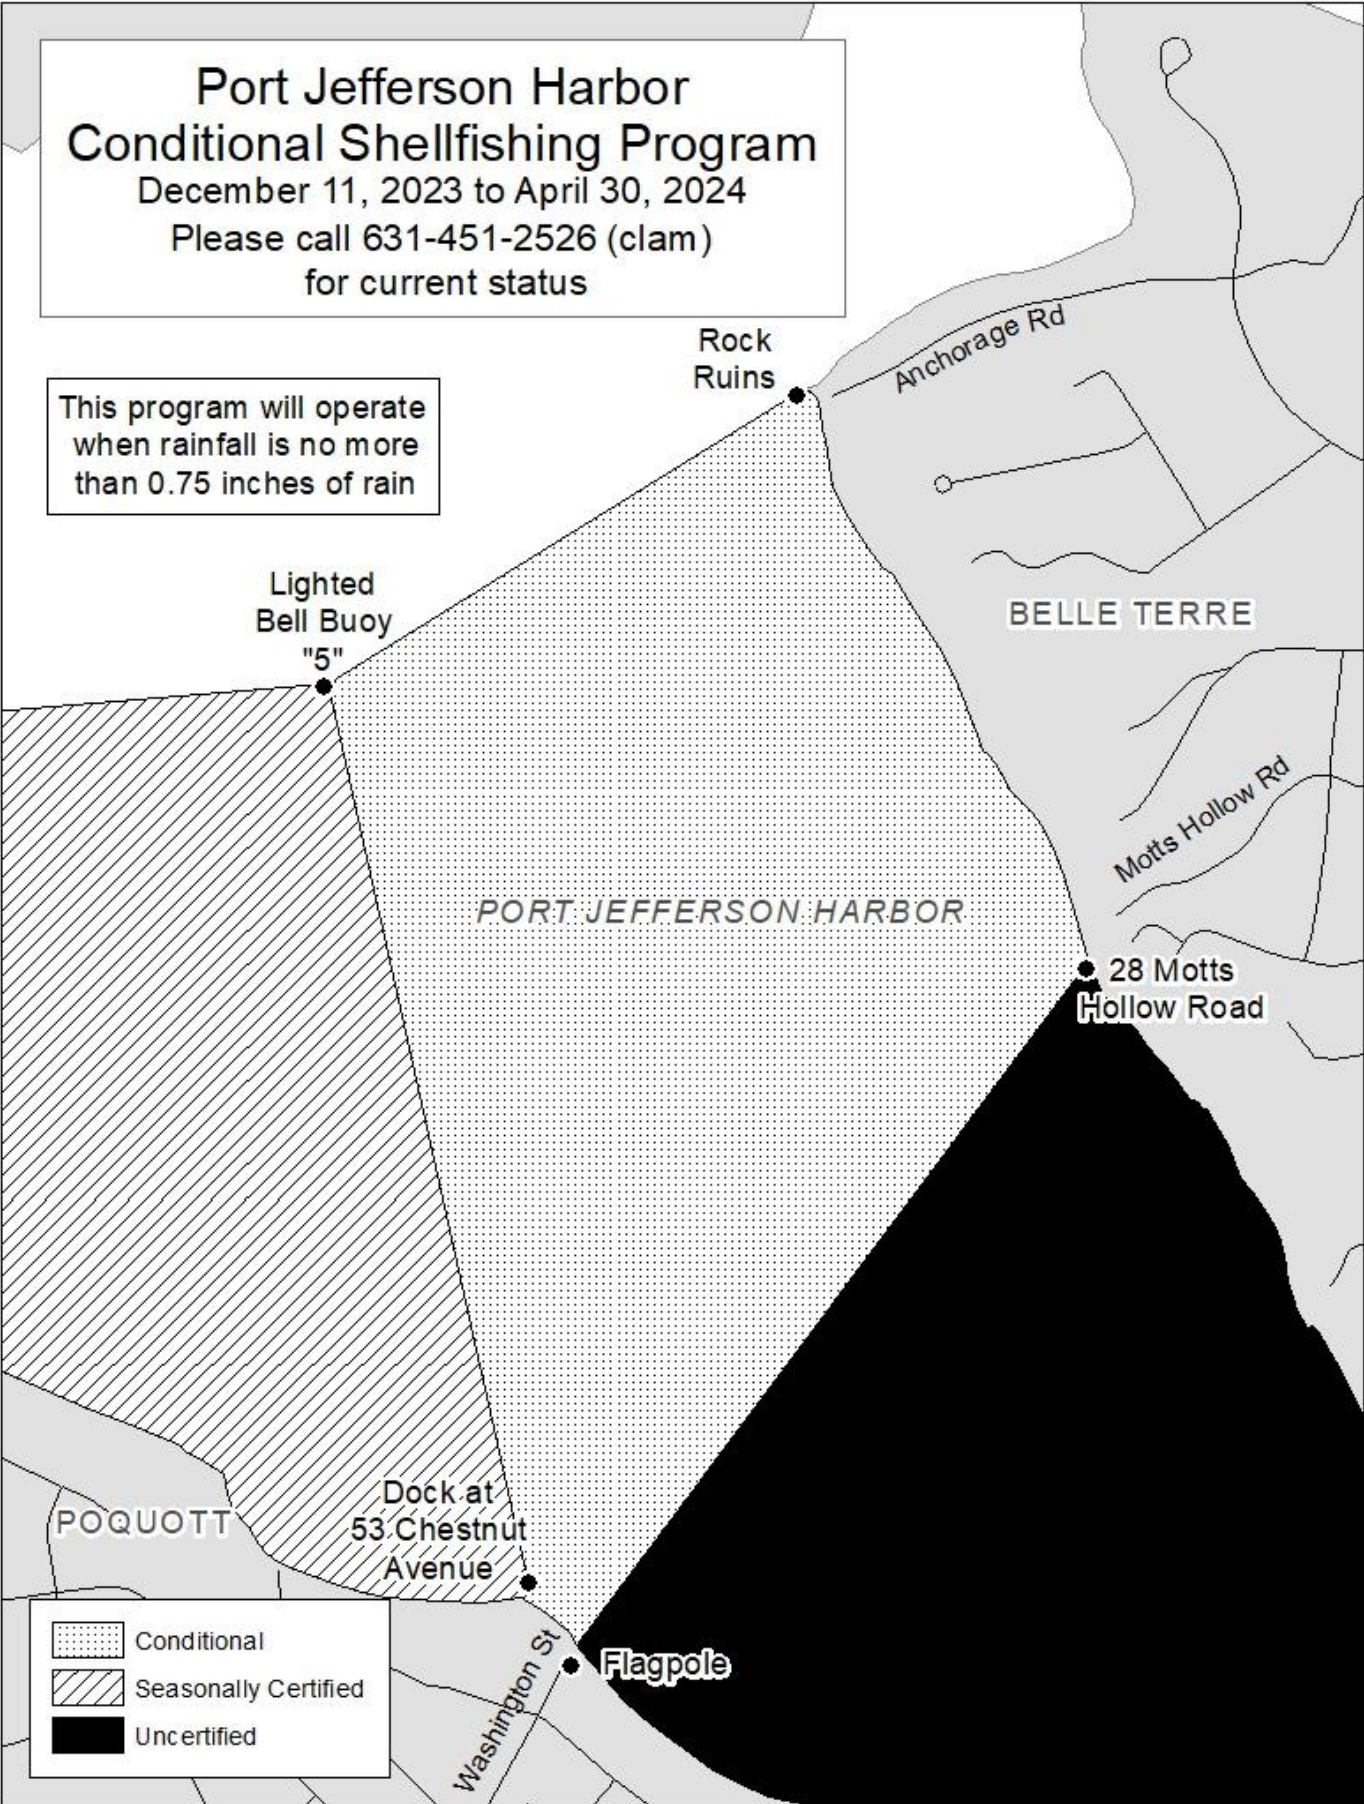 Port Jefferson Harbor
Conditional Shellfishing Program
December 11, 2023 to April 30, 2024
Please call 631-451-2526 (clam)
for current status
Rock
Ruins
Anchorage Rd
This program will operate
when rainfall is no more
than 0.75 inches of rain
Lighted
Bell Buoy
"5"
BELLE TERRE
Motts Hollow Rd
PORT JEFFERSON HARBOR
28 Motts
Hollow Road
Dock at
53 Chestnut
Avenue
POQUOTT
Conditional
Seasonally Certified
Uncertified
Washington St
Flagpole